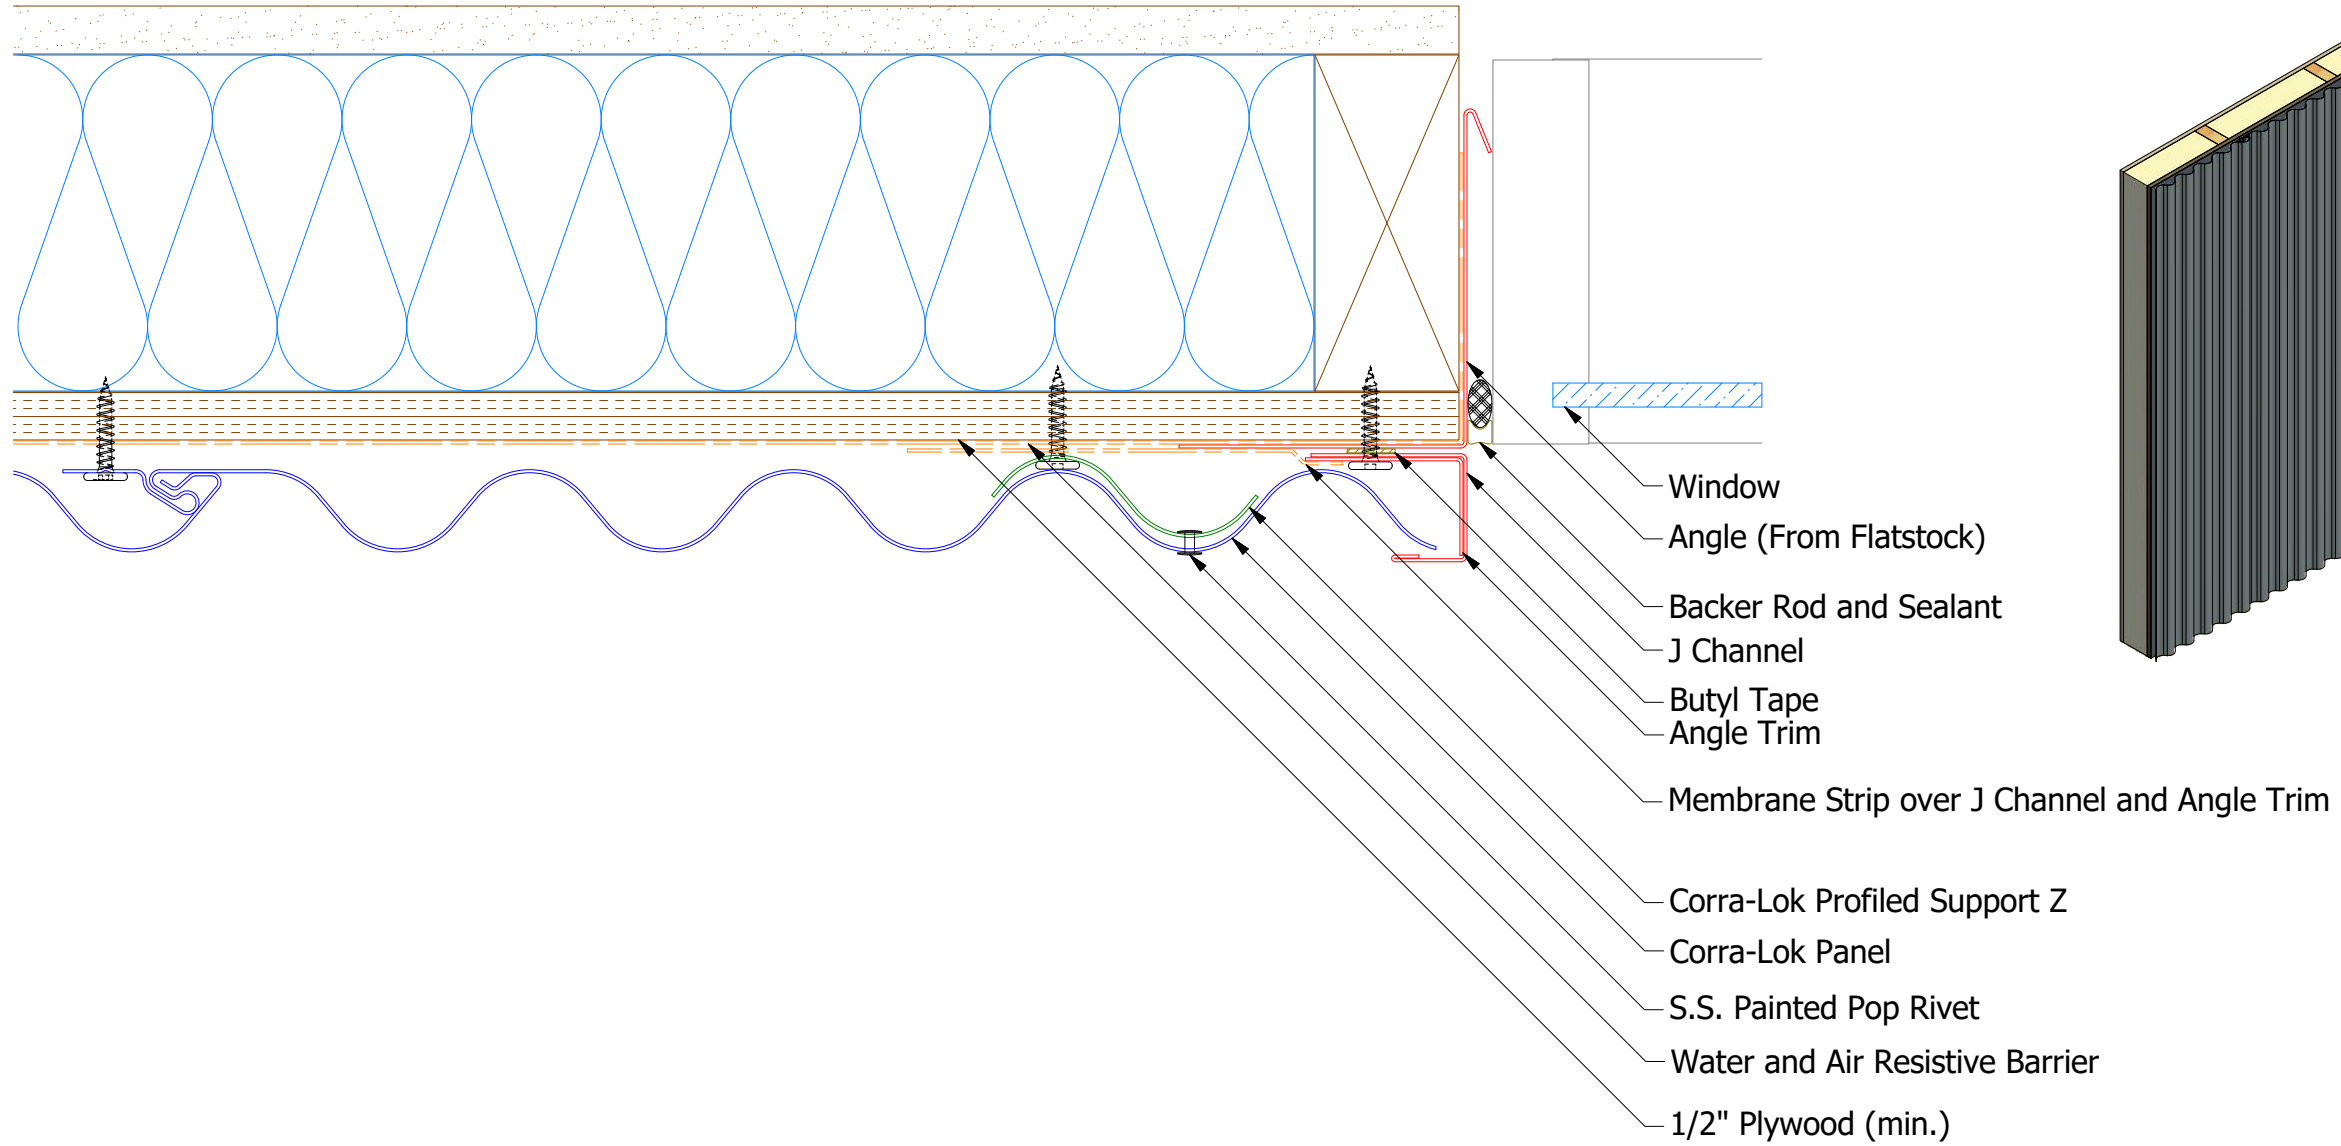 Window
Angle (From Flatstock)
Backer Rod and Sealant
J Channel
Butyl Tape
Angle Trim
Membrane Strip over J Channel and Angle Trim
Corra-Lok Profiled Support Z
Corra-Lok Panel
S.S. Painted Pop Rivet
Water and Air Resistive Barrier
1/2" Plywood (min.)